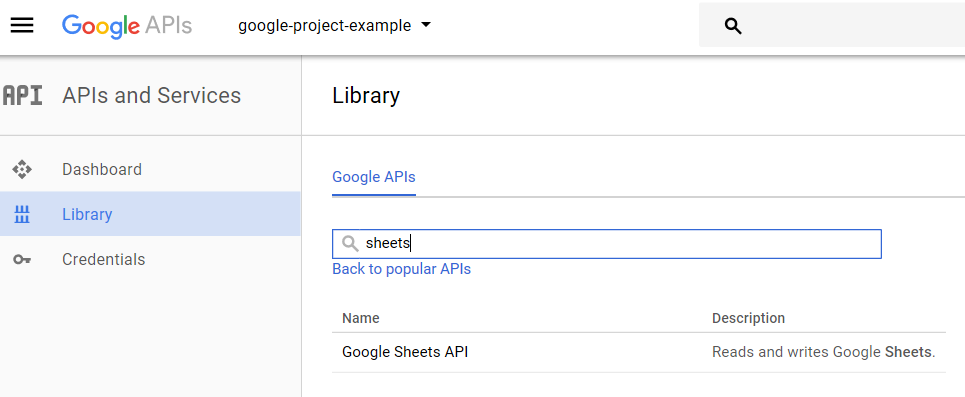 Google APIs google-project-example
API APIs and Services
Library
Dashboard
Library
Credentials
Google APIs
sheets
Back to popular APIs
Name Description
Google Sheets API Reads and writes Google Sheets.